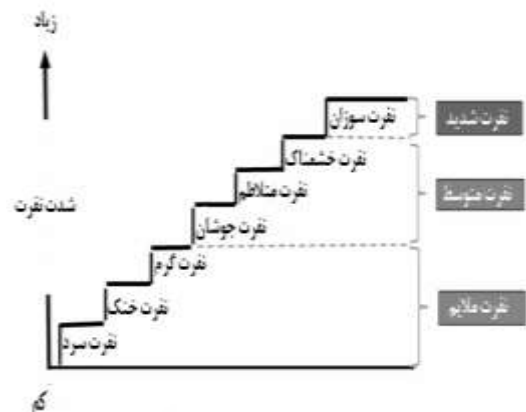 زیاد
نفرت سوزان
نفرت شدید
نفرت خشمناک
نفرت متلاطم
نفرت متوسط
شدت نفرت
نفرت جوشان
نفرت گرم
نفرت خنک
نفرت ملایم
نفرت سرد
کم